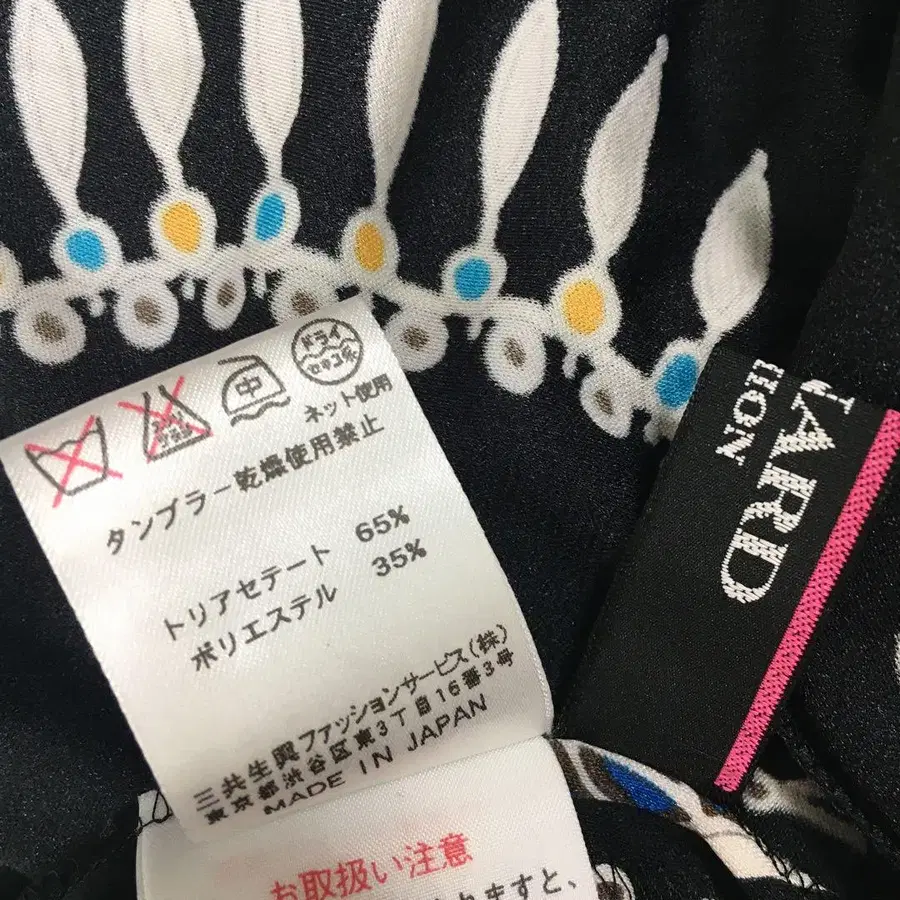 中
ドライ
セキユ系
ネット使用
タンブラー乾燥使用禁止
トリアセテート 65%
ポリエステル 35%
三共生興ファッションサービス(株)
東京都渋谷区東3丁目16番3号
MADE IN JAPAN
お取扱い注意